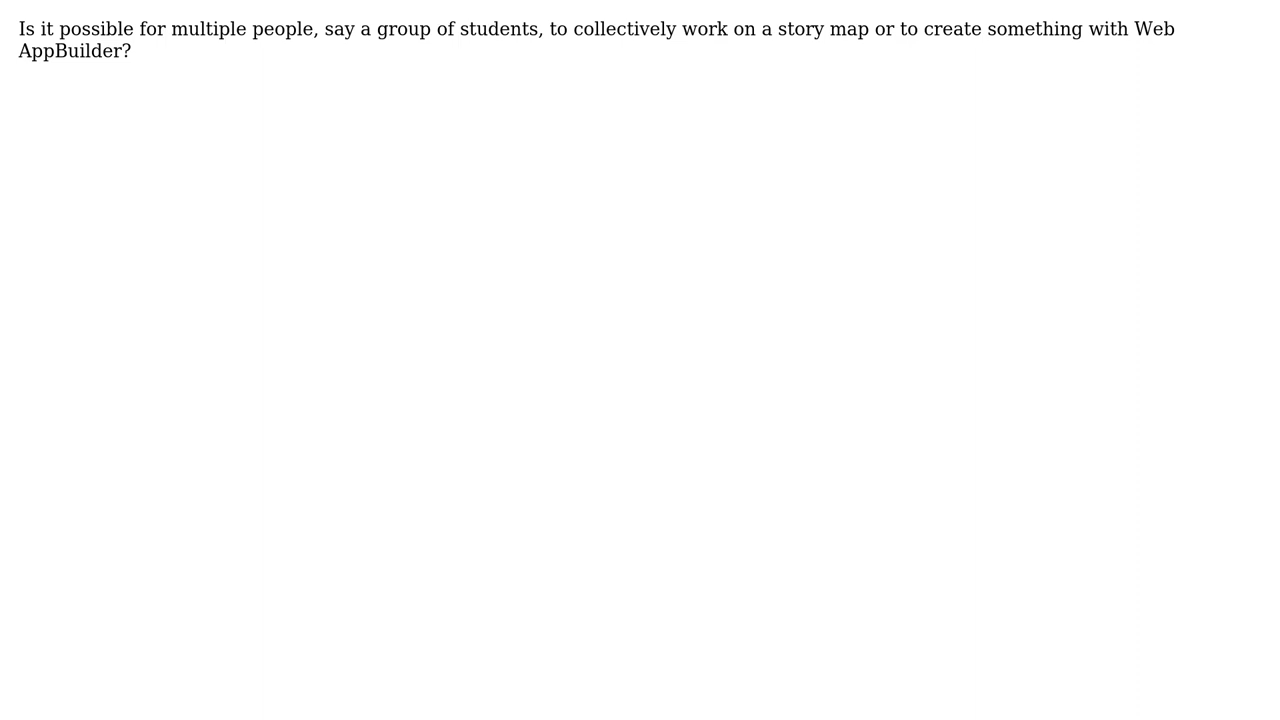 Is it possible for multiple people, say a group of students, to collectively work on a story map or to create something with Web
AppBuilder?